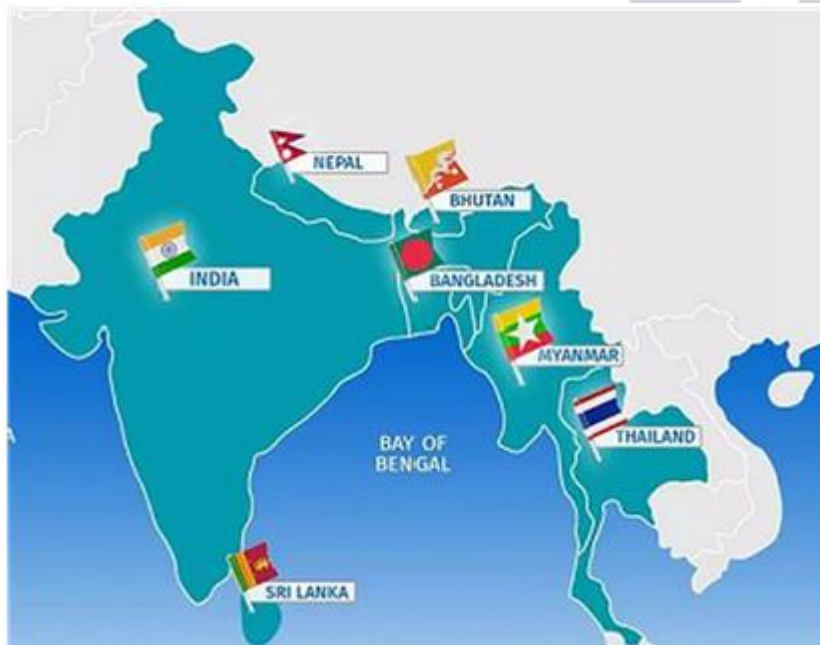 NEPAL
BHUTAN
INDIA
BANGLADESH
MYANMAR
THAILAND
BAY OF
BENGAL
SRI LANKA